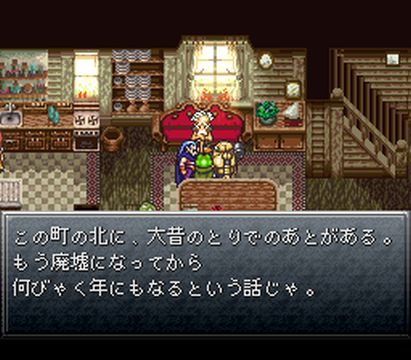 この町の北に、大昔のとりでのあとがある。
もう廃墟になってから
何びゃく年にもなるという話じゃ。